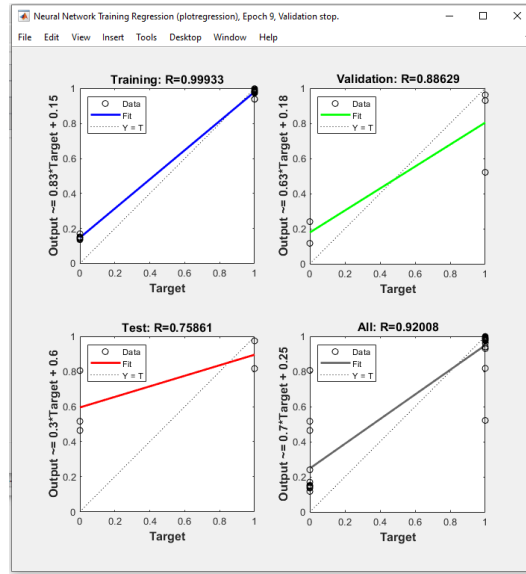 Neural Network Training Regression (plotregression), Epoch 9, Validation stop.
File Edit View Insert Tools Desktop Window Help
Training: R=0.99933
Output ~= 0.83*Target + 0.15
Data
Fit
Y = T
1
0.8
0.6
0.4
0.2
0
0 0.2 0.4 0.6 0.8 1
Target
Validation: R=0.88629
Output ~= 0.63*Target + 0.18
Data
Fit
Y = T
1
0.8
0.6
0.4
0.2
0
0 0.2 0.4 0.6 0.8 1
Target
Test: R=0.75861
Output ~= 0.3*Target + 0.6
Data
Fit
Y = T
1
0.8
0.6
0.4
0.2
0
0 0.2 0.4 0.6 0.8 1
Target
All: R=0.92008
Output ~= 0.7*Target + 0.25
Data
Fit
Y = T
1
0.8
0.6
0.4
0.2
0
0 0.2 0.4 0.6 0.8 1
Target